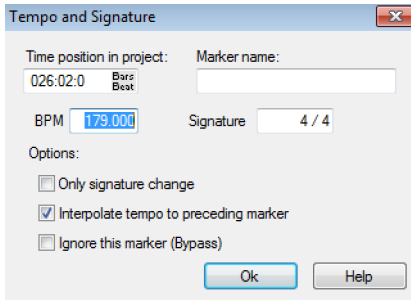 Tempo and Signature
Time position in project: Marker name:
026:02:0 Bars Beat
BPM 179.000 Signature 4 / 4
Options:
Only signature change
Interpolate tempo to preceding marker
Ignore this marker (Bypass)
Ok Help